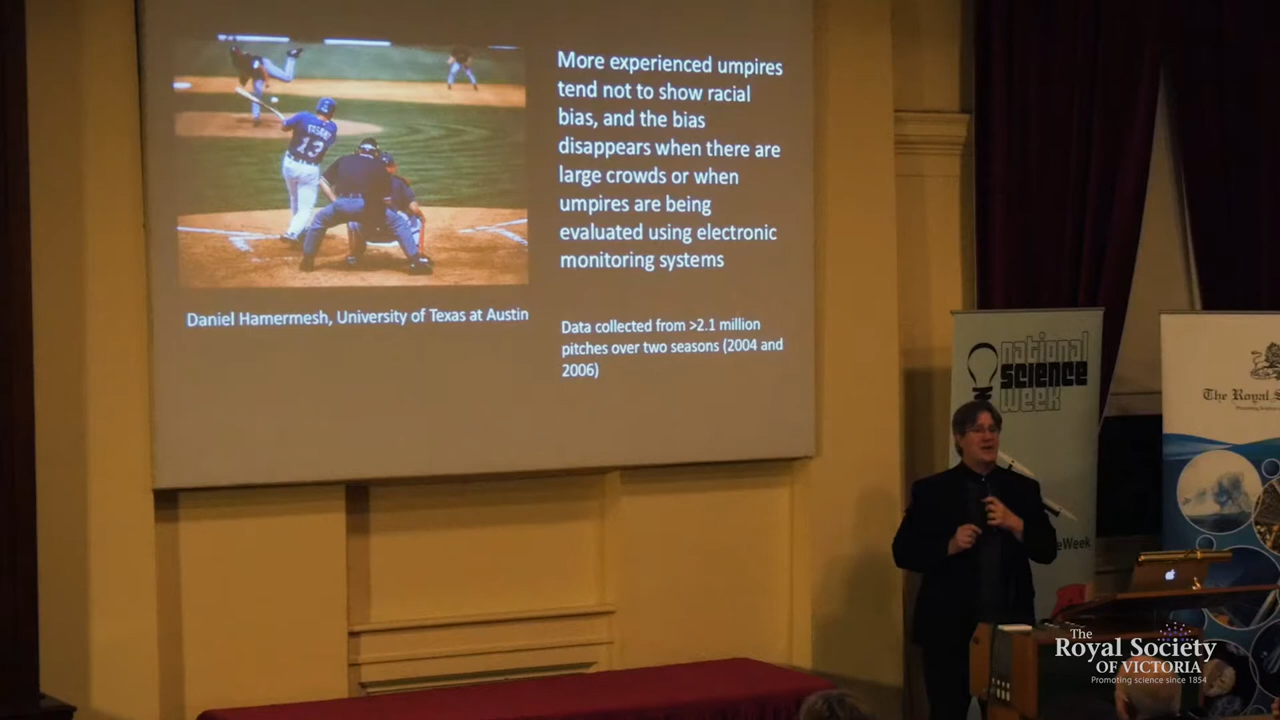 More experienced umpires
tend not to show racial
bias, and the bias
disappears when there are
large crowds or when
umpires are being
evaluated using electronic
monitoring systems
13
Daniel Hamermesh, University of Texas at Austin
Data collected from >2.1 million
pitches over two seasons (2004 and
2006)
national
science
week
The Royal
eWeek
The
Royal Society
OF VICTORIA
Promoting science since 1854